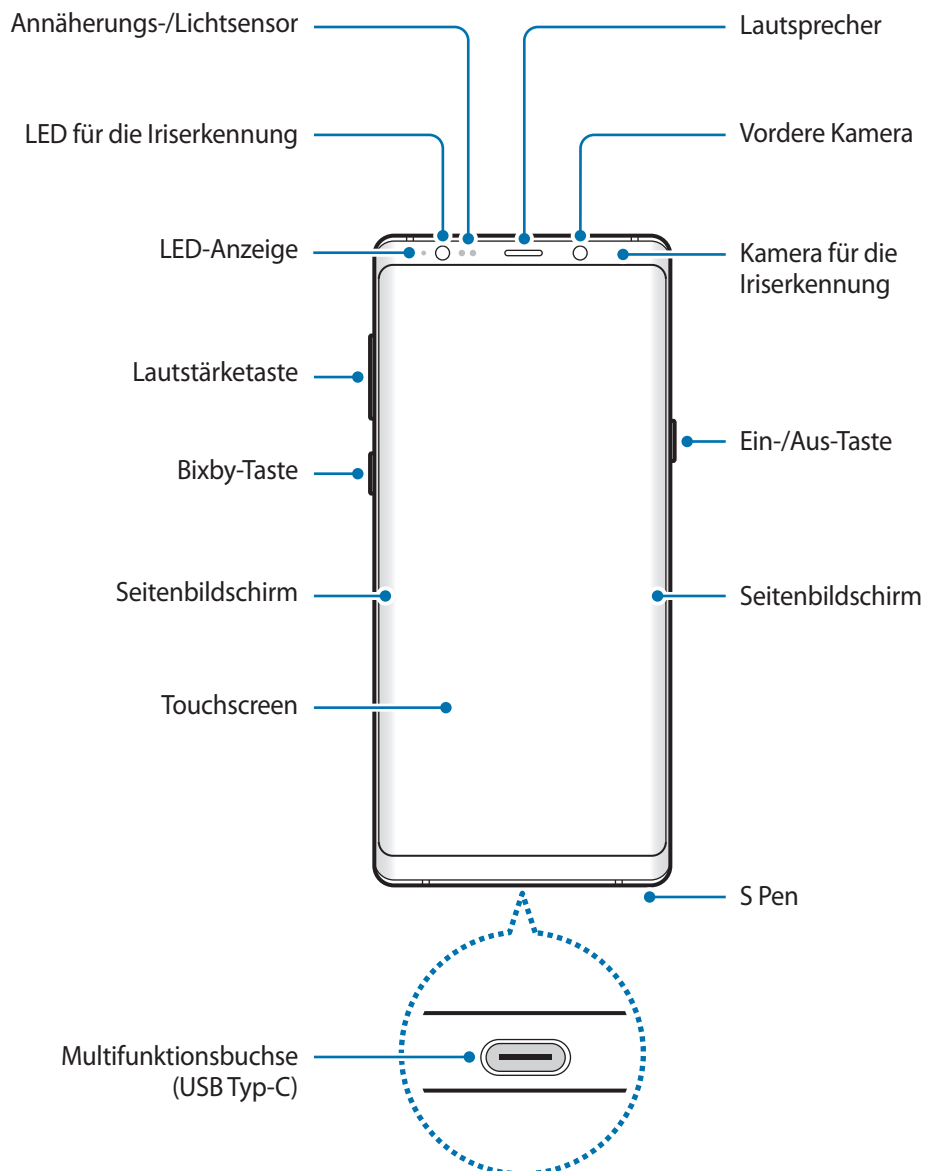 Annäherungs-/Lichtsensor
Lautsprecher
LED für die Iriserkennung
Vordere Kamera
LED-Anzeige
Kamera für die
Iriserkennung
Lautstärketaste
Ein-/Aus-Taste
Bixby-Taste
Seitenbildschirm
Seitenbildschirm
Touchscreen
S Pen
Multifunktionsbuchse
(USB Typ-C)